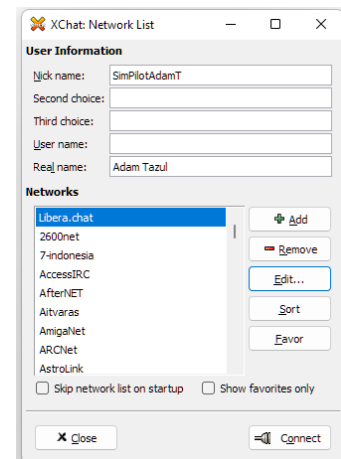 XChat: Network List
User Information
Nick name: SimPilotAdamT
Second choice:
Third choice:
User name:
Real name: Adam Tazul
Networks
Libera.chat
2600net
7-indonesia
AccessIRC
AfterNET
Aitvaras
AmigaNet
ARCNet
AstroLink
Add
Remove
Edit...
Sort
Favor
Skip network list on startup Show favorites only
Close Connect